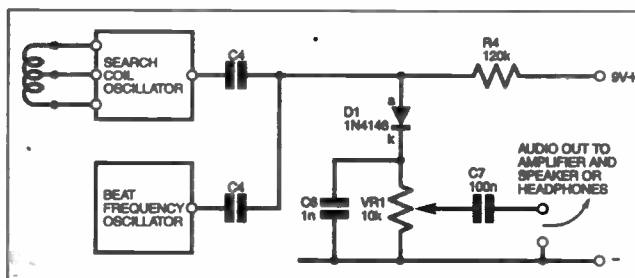 SEARCH
COIL
OSCILLATOR
C4
R4
120k
9V+
D1
1N4148
a
k
AUDIO OUT TO
AMPLIFIER AND
SPEAKER OR
HEADPHONES
C7
100n
BEAT
FREQUENCY
OSCILLATOR
C4
C6
1n
VR1
10k
-